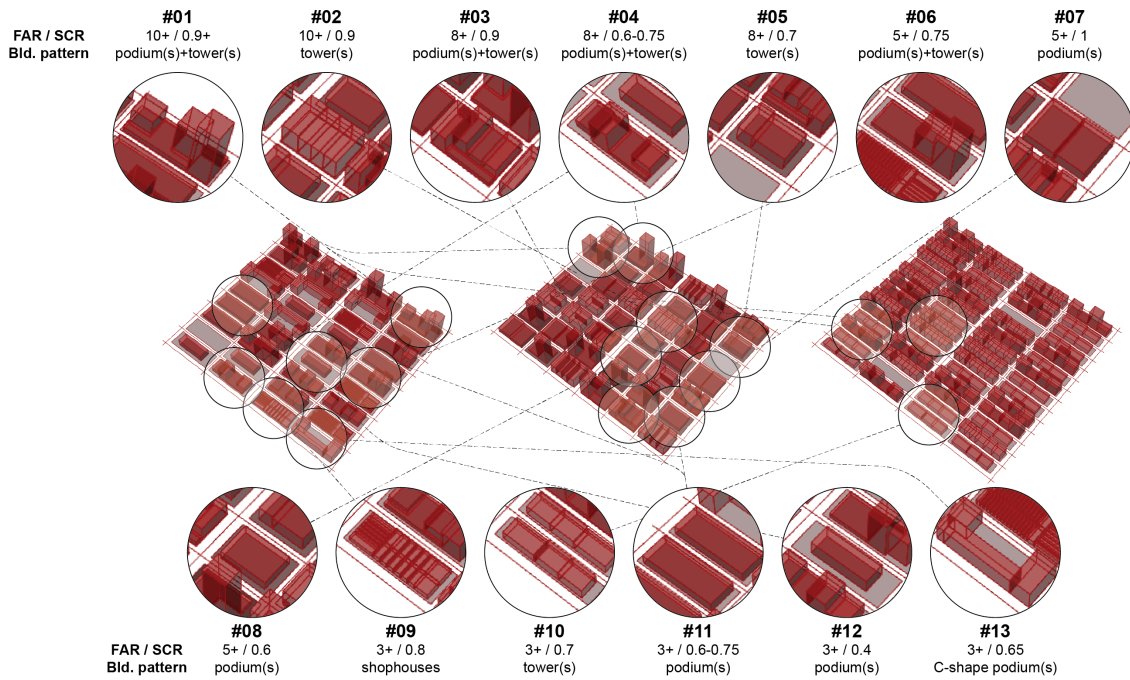 #01 #02 #03 #04 #05 #06 #07
FAR / SCR 10+ / 0.9+ 10+ / 0.9 8+ / 0.9 8+ / 0.6-0.75 8+ / 0.7 5+ / 0.75 5+ / 1
Bld. pattern podium(s)+tower(s) tower(s) podium(s)+tower(s) podium(s)+tower(s) tower(s) podium(s)+tower(s) podium(s)
#08 #09 #10 #11 #12 #13
FAR / SCR 5+ / 0.6 3+ / 0.8 3+ / 0.7 3+ / 0.6-0.75 3+ / 0.4 3+ / 0.65
Bld. pattern podium(s) shophouses tower(s) podium(s) podium(s) C-shape podium(s)